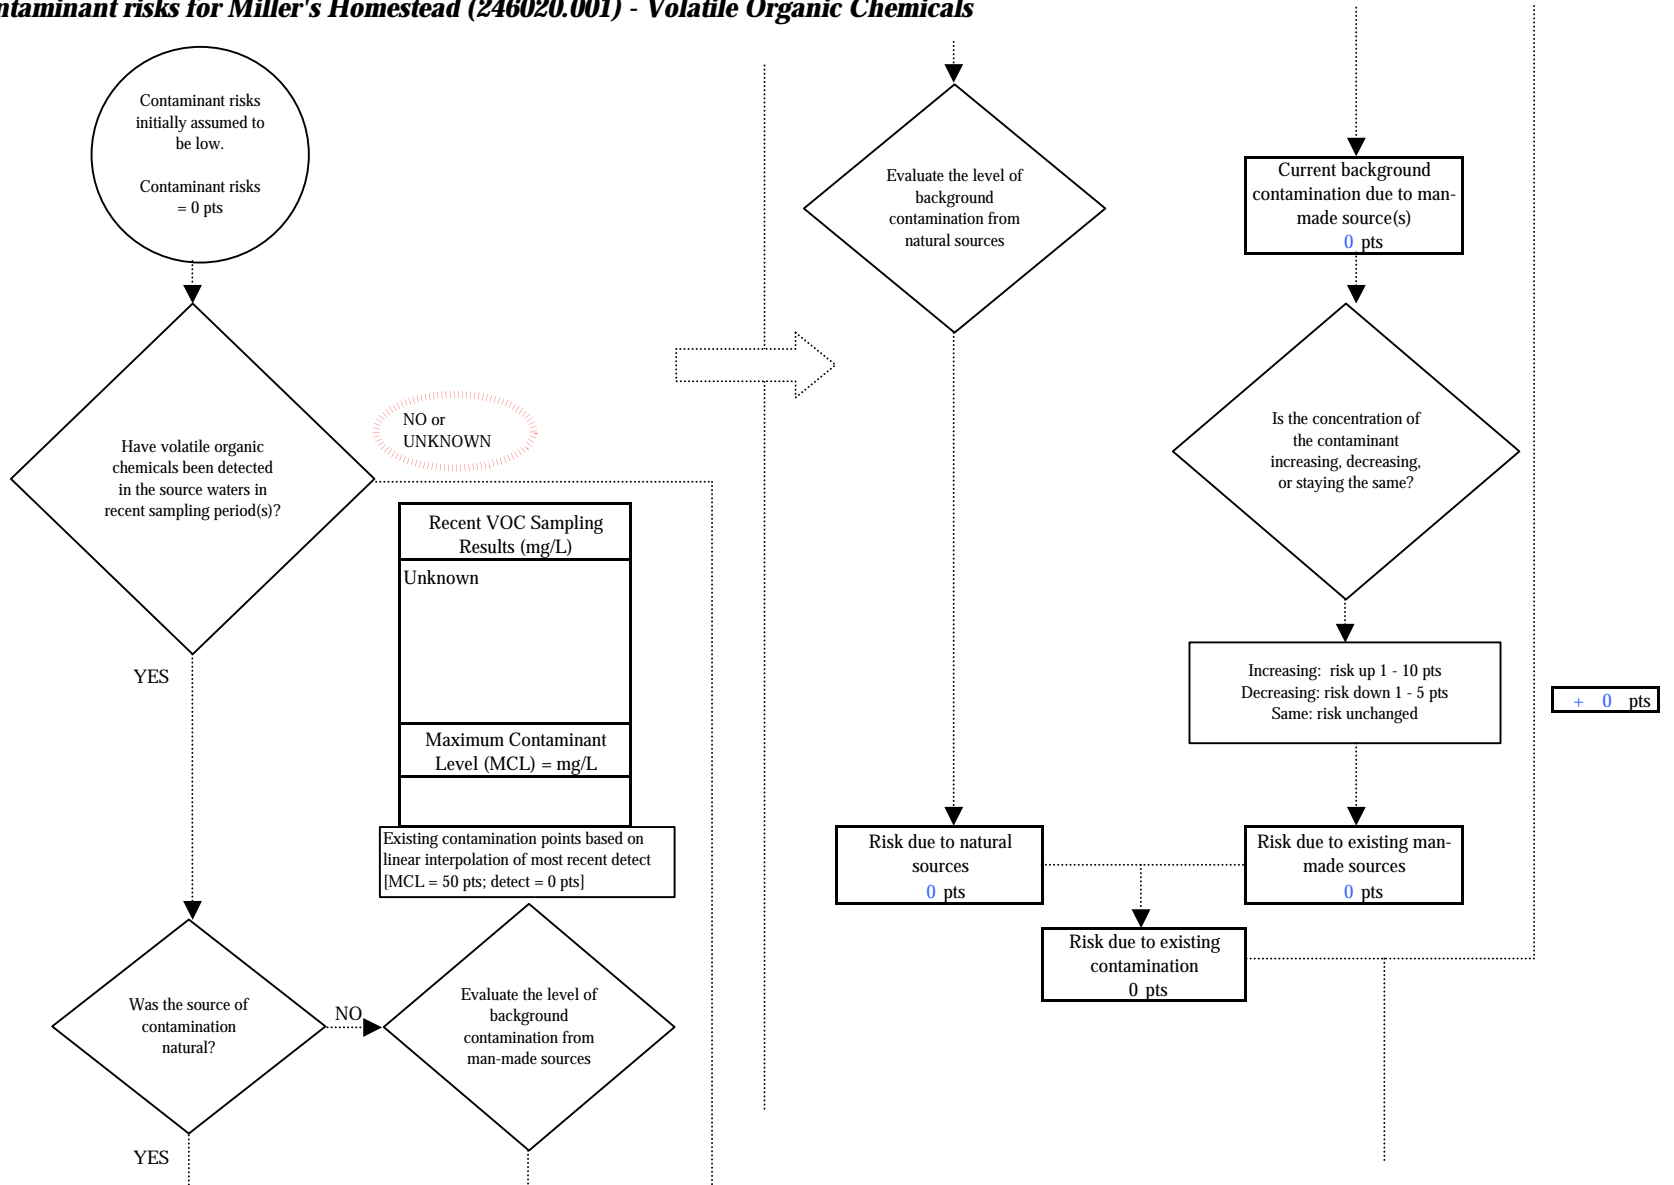 ntaminant risks for Miller's Homestead (246020.001) - Volatile Organic Chemicals
Contaminant risks
initially assumed to
be low.
Contaminant risks
= 0 pts
Have volatile organic
chemicals been detected
in the source waters in
recent sampling period(s)?
NO or
UNKNOWN
YES
Recent VOC Sampling
Results (mg/L)
Unknown
Maximum Contaminant
Level (MCL) = mg/L
Existing contamination points based on
linear interpolation of most recent detect
[MCL = 50 pts; detect = 0 pts]
Was the source of
contamination
natural?
NO
YES
Evaluate the level of
background
contamination from
man-made sources
Evaluate the level of
background
contamination from
natural sources
Current background
contamination due to man-
made source(s)
0 pts
Is the concentration of
the contaminant
increasing, decreasing,
or staying the same?
Increasing: risk up 1 - 10 pts
Decreasing: risk down 1 - 5 pts
Same: risk unchanged
+ 0 pts
Risk due to natural
sources
0 pts
Risk due to existing man-
made sources
0 pts
Risk due to existing
contamination
0 pts